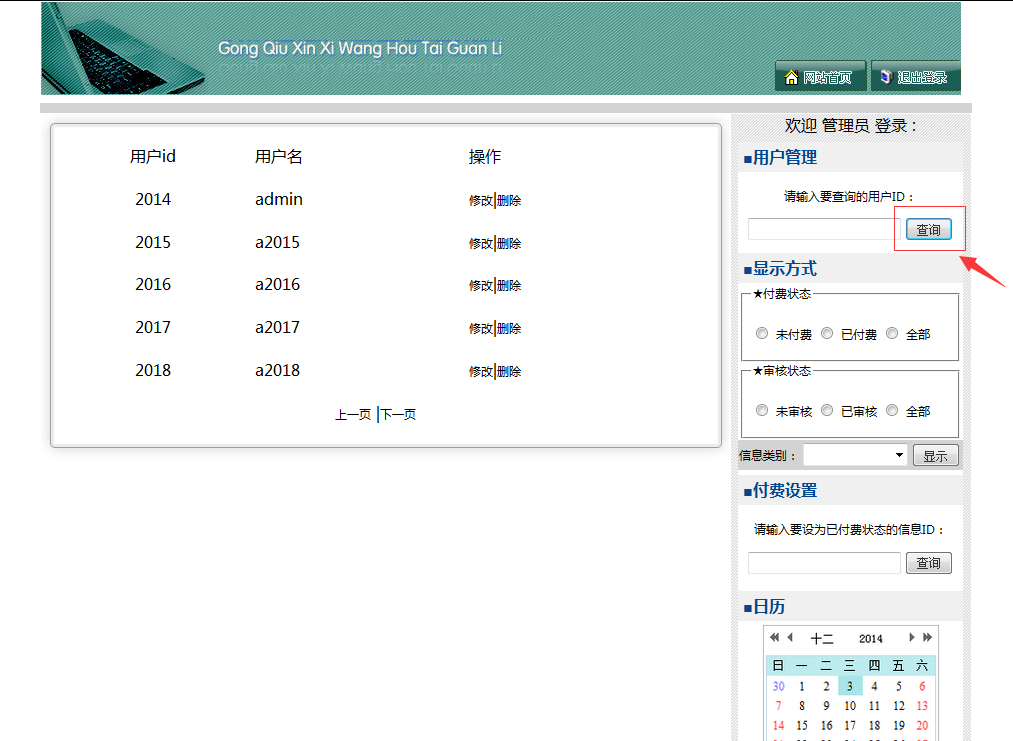 Gong Qiu Xin Xi Wang Hou Tai Guan Li
网站首页 退出登录
用户id 用户名 操作
2014 admin 修改|删除
2015 a2015 修改|删除
2016 a2016 修改|删除
2017 a2017 修改|删除
2018 a2018 修改|删除
上一页 |下一页
欢迎 管理员 登录：
■用户管理
请输入要查询的用户ID：
查询
■显示方式
★付费状态
未付费 已付费 全部
★审核状态
未审核 已审核 全部
信息类别： 显示
■付费设置
请输入要设为已付费状态的信息ID：
查询
■日历
十二 2014
日 一 二 三 四 五 六
30 1 2 3 4 5 6
7 8 9 10 11 12 13
14 15 16 17 18 19 20